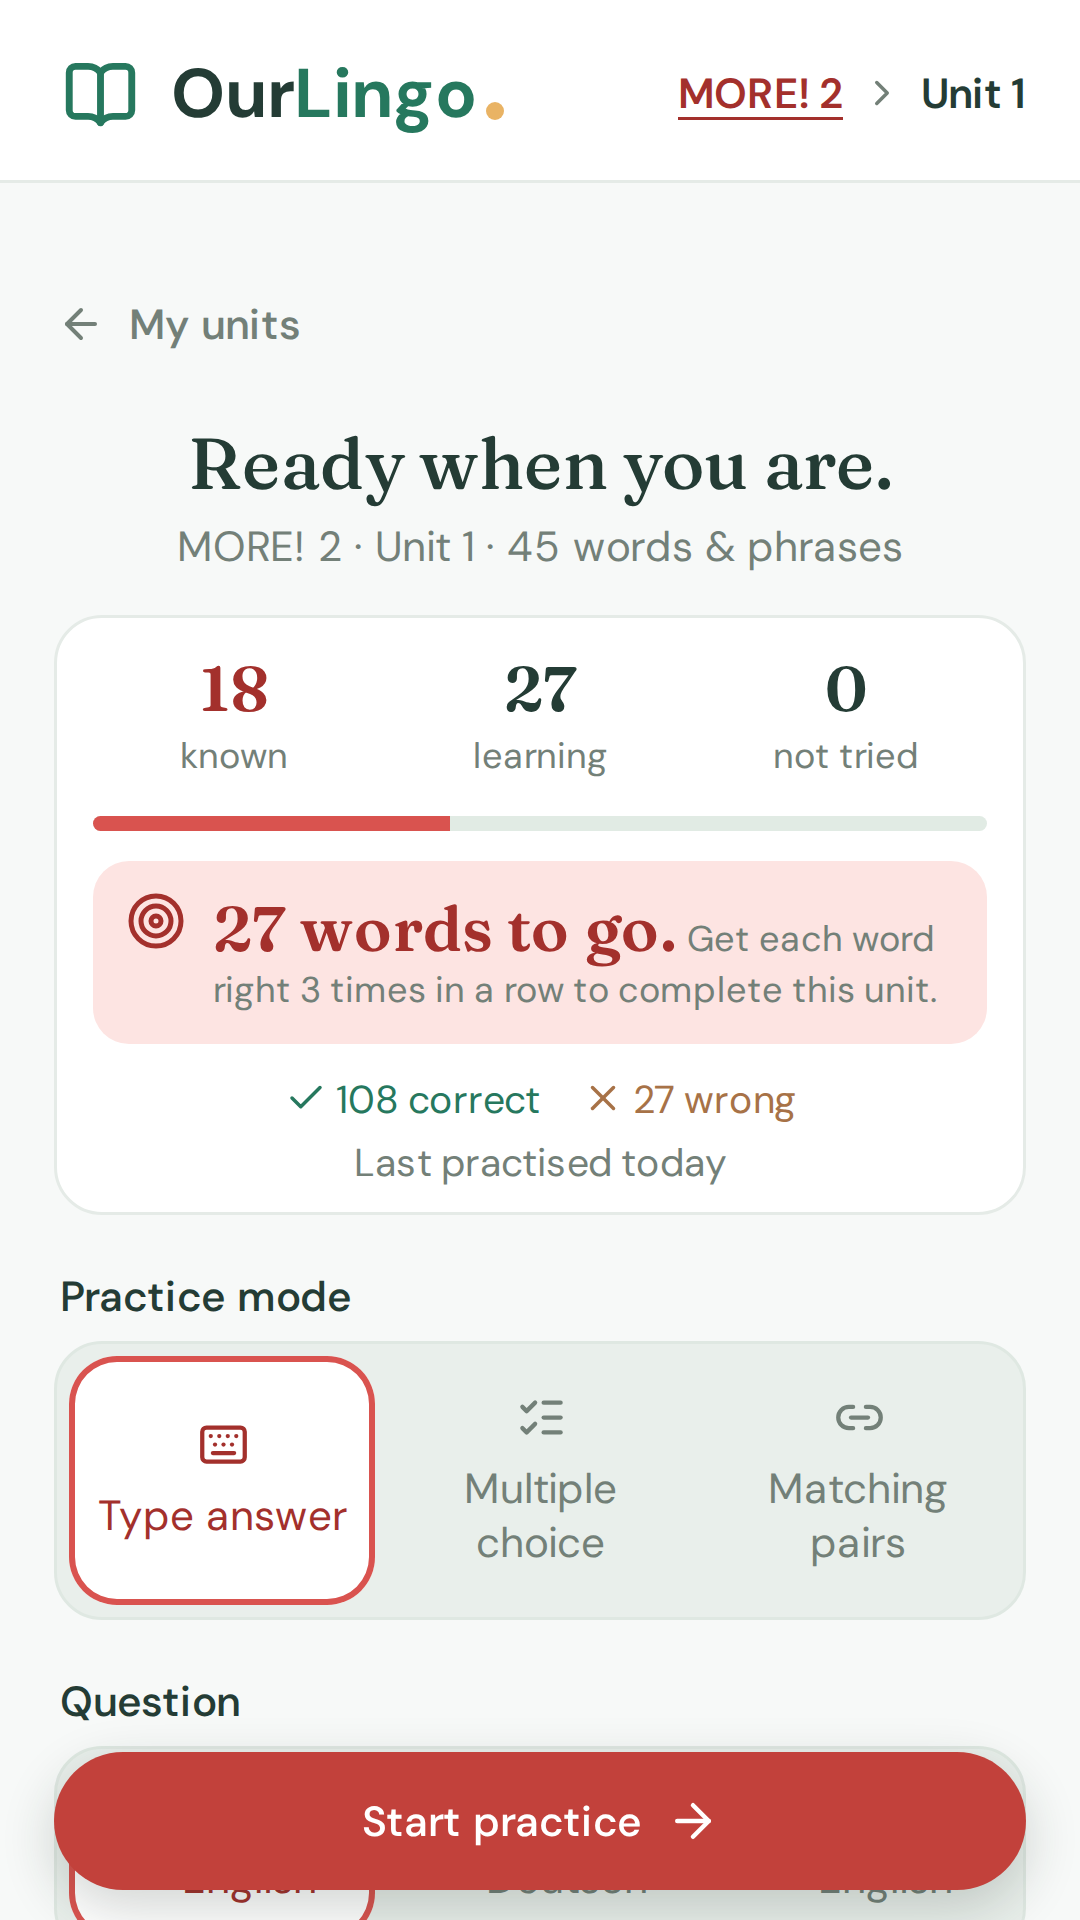 OurLingo.
MORE! 2 > Unit 1
My units
Ready when you are.
MORE! 2 · Unit 1 · 45 words & phrases
18 27 0
known learning not tried
27 words to go. Get each word
right 3 times in a row to complete this unit.
108 correct 27 wrong
Last practised today
Practice mode
Type answer
Multiple
choice
Matching
pairs
Question
Start practice